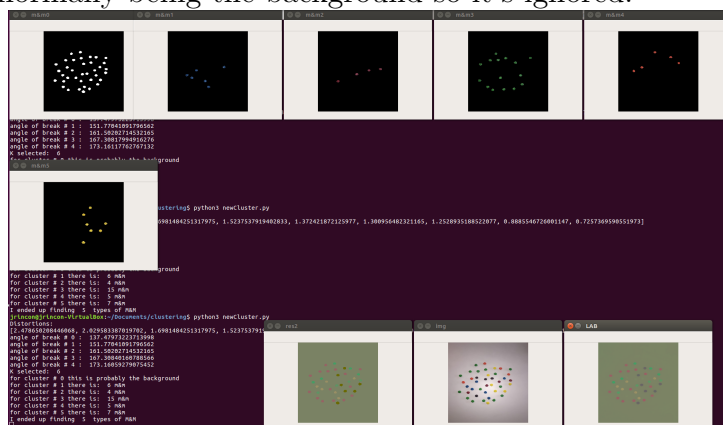 normally being the background so it's ignored.
m&m0
m&m1
m&m2
m&m3
m&m4
angle of break # 1 : 151.77041091796562
angle of break # 2 : 161.50202714532165
angle of break # 3 : 167.30817994916276
angle of break # 4 : 173.16117762767132
K selected: 6
for cluster # 0 this is probably the background
m&m5
ustering$ python3 newCluster.py
6981484251317975, 1.5237537919402833, 1.372421872125977, 1.300956482321165, 1.2528935188522077, 0.8885546726001147, 0.7257369590551973]
ground
for cluster # 1 there is: 6 m&m
for cluster # 2 there is: 4 m&m
for cluster # 3 there is: 15 m&m
for cluster # 4 there is: 5 m&m
for cluster # 5 there is: 7 m&m
I ended up finding 5 types of M&M
jrincon@jrincon-VirtualBox:~/Documents/clustering$ python3 newCluster.py
Distortions:
[2.478650208446068, 2.029583387019702, 1.6981484251317975, 1.52375379
res2
img
LAB
angle of break # 0 : 137.47973223713998
angle of break # 1 : 151.77041091796562
angle of break # 2 : 161.50202714532165
angle of break # 3 : 167.30840160788566
angle of break # 4 : 173.16059279075452
K selected: 6
for cluster # 0 this is probably the background
for cluster # 1 there is: 6 m&m
for cluster # 2 there is: 4 m&m
for cluster # 3 there is: 15 m&m
for cluster # 4 there is: 5 m&m
for cluster # 5 there is: 7 m&m
I ended up finding 5 types of M&M